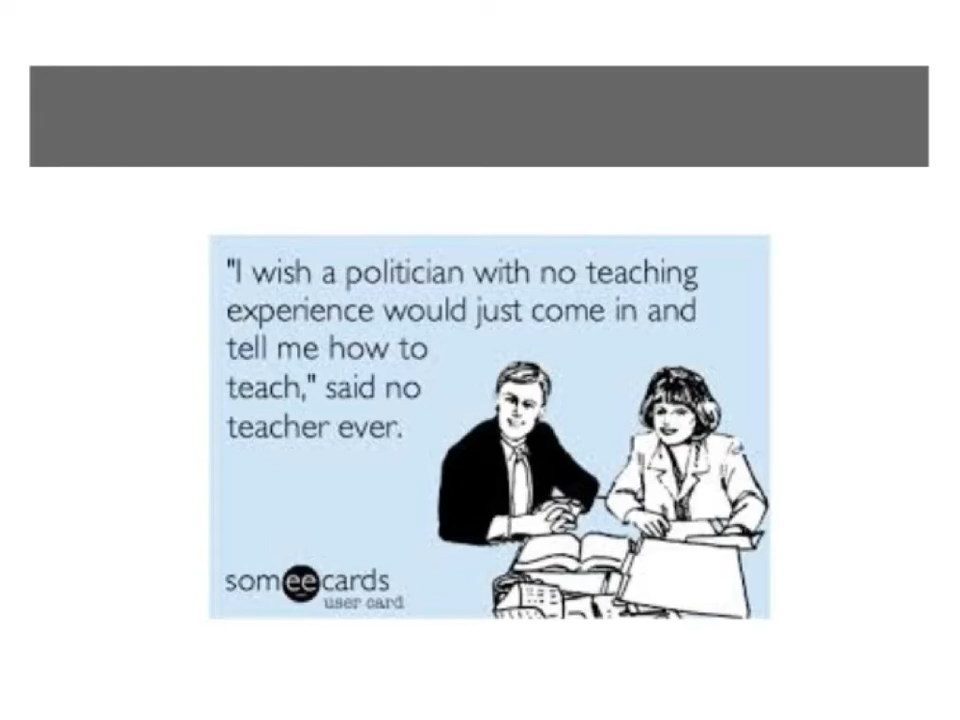 "I wish a politician with no teaching
experience would just come in and
tell me how to
teach," said no
teacher ever.
someecards
user card